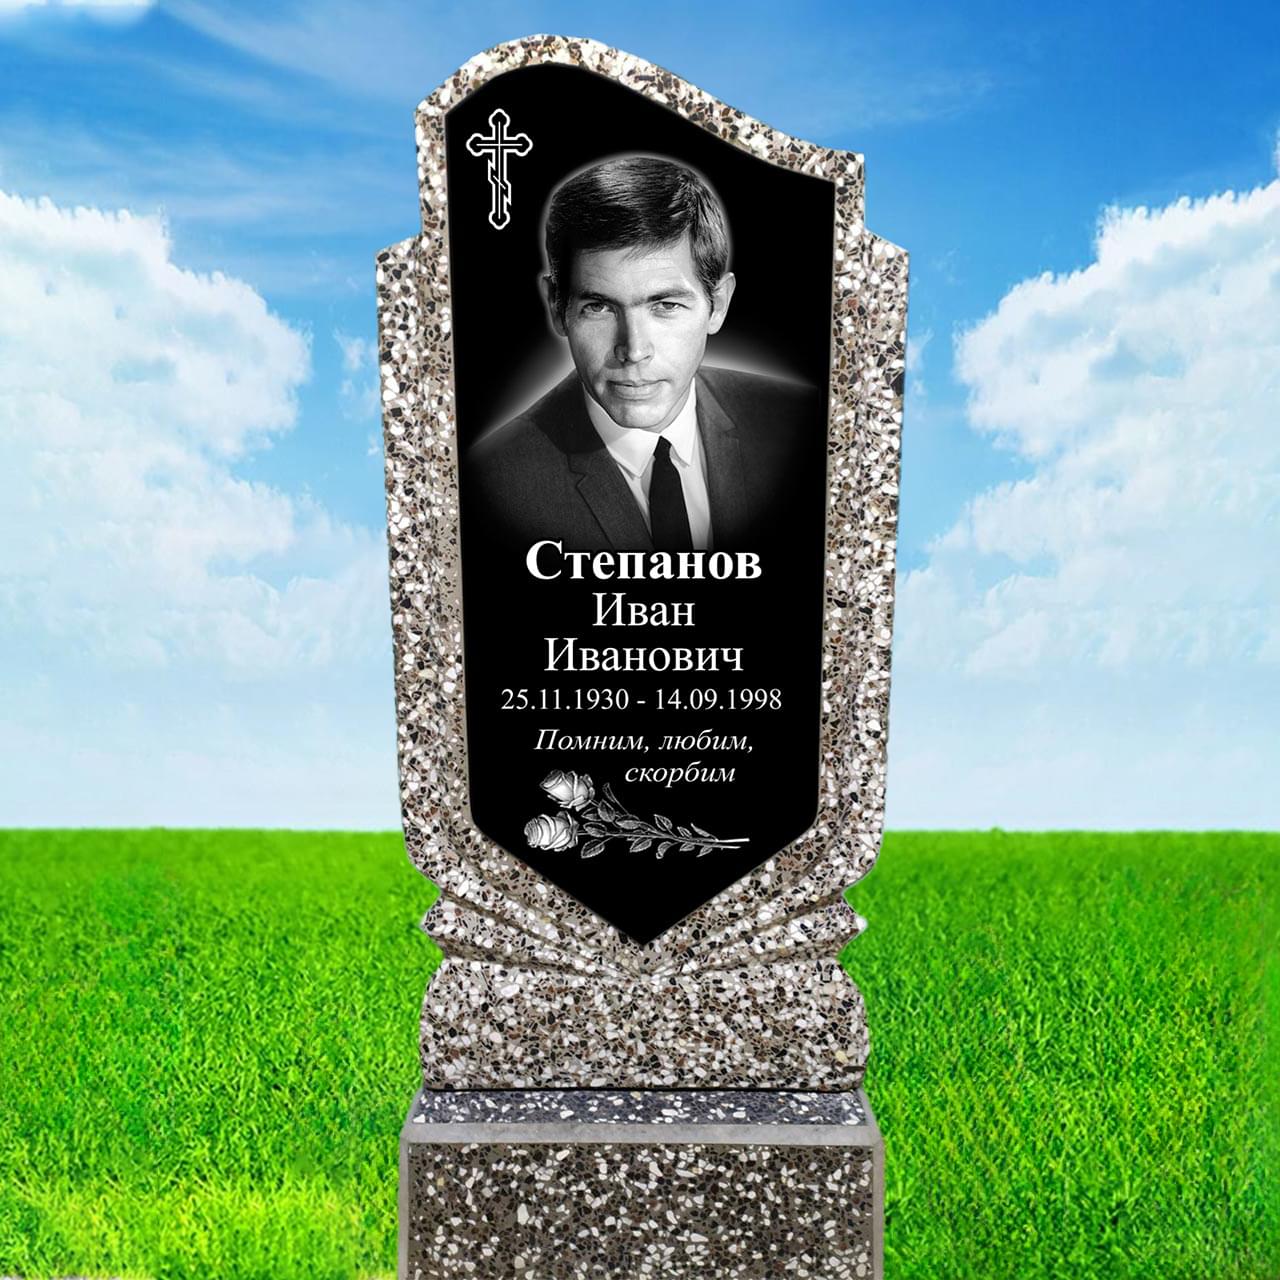 Степанов
Иван
Иванович
25.11.1930 - 14.09.1998
Помним, любим,
скорбим